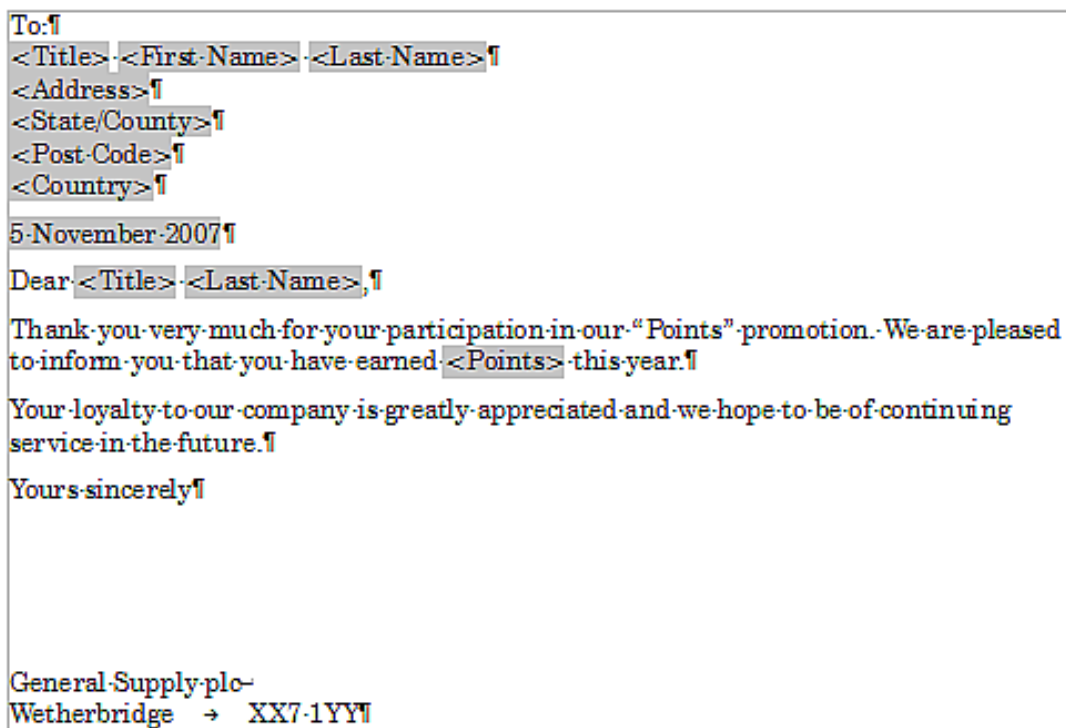 To:¶
<Title> <First Name> <Last Name>¶
<Address>¶
<State/County>¶
<Post Code>¶
<Country>¶
5 November 2007¶
Dear <Title> <Last Name>,¶
Thank you very much for your participation in our “Points” promotion. We are pleased
to inform you that you have earned <Points> this year.¶
Your loyalty to our company is greatly appreciated and we hope to be of continuing
service in the future.¶
Yours sincerely¶
General Supply plc↵
Wetherbridge → XX7 1YY¶